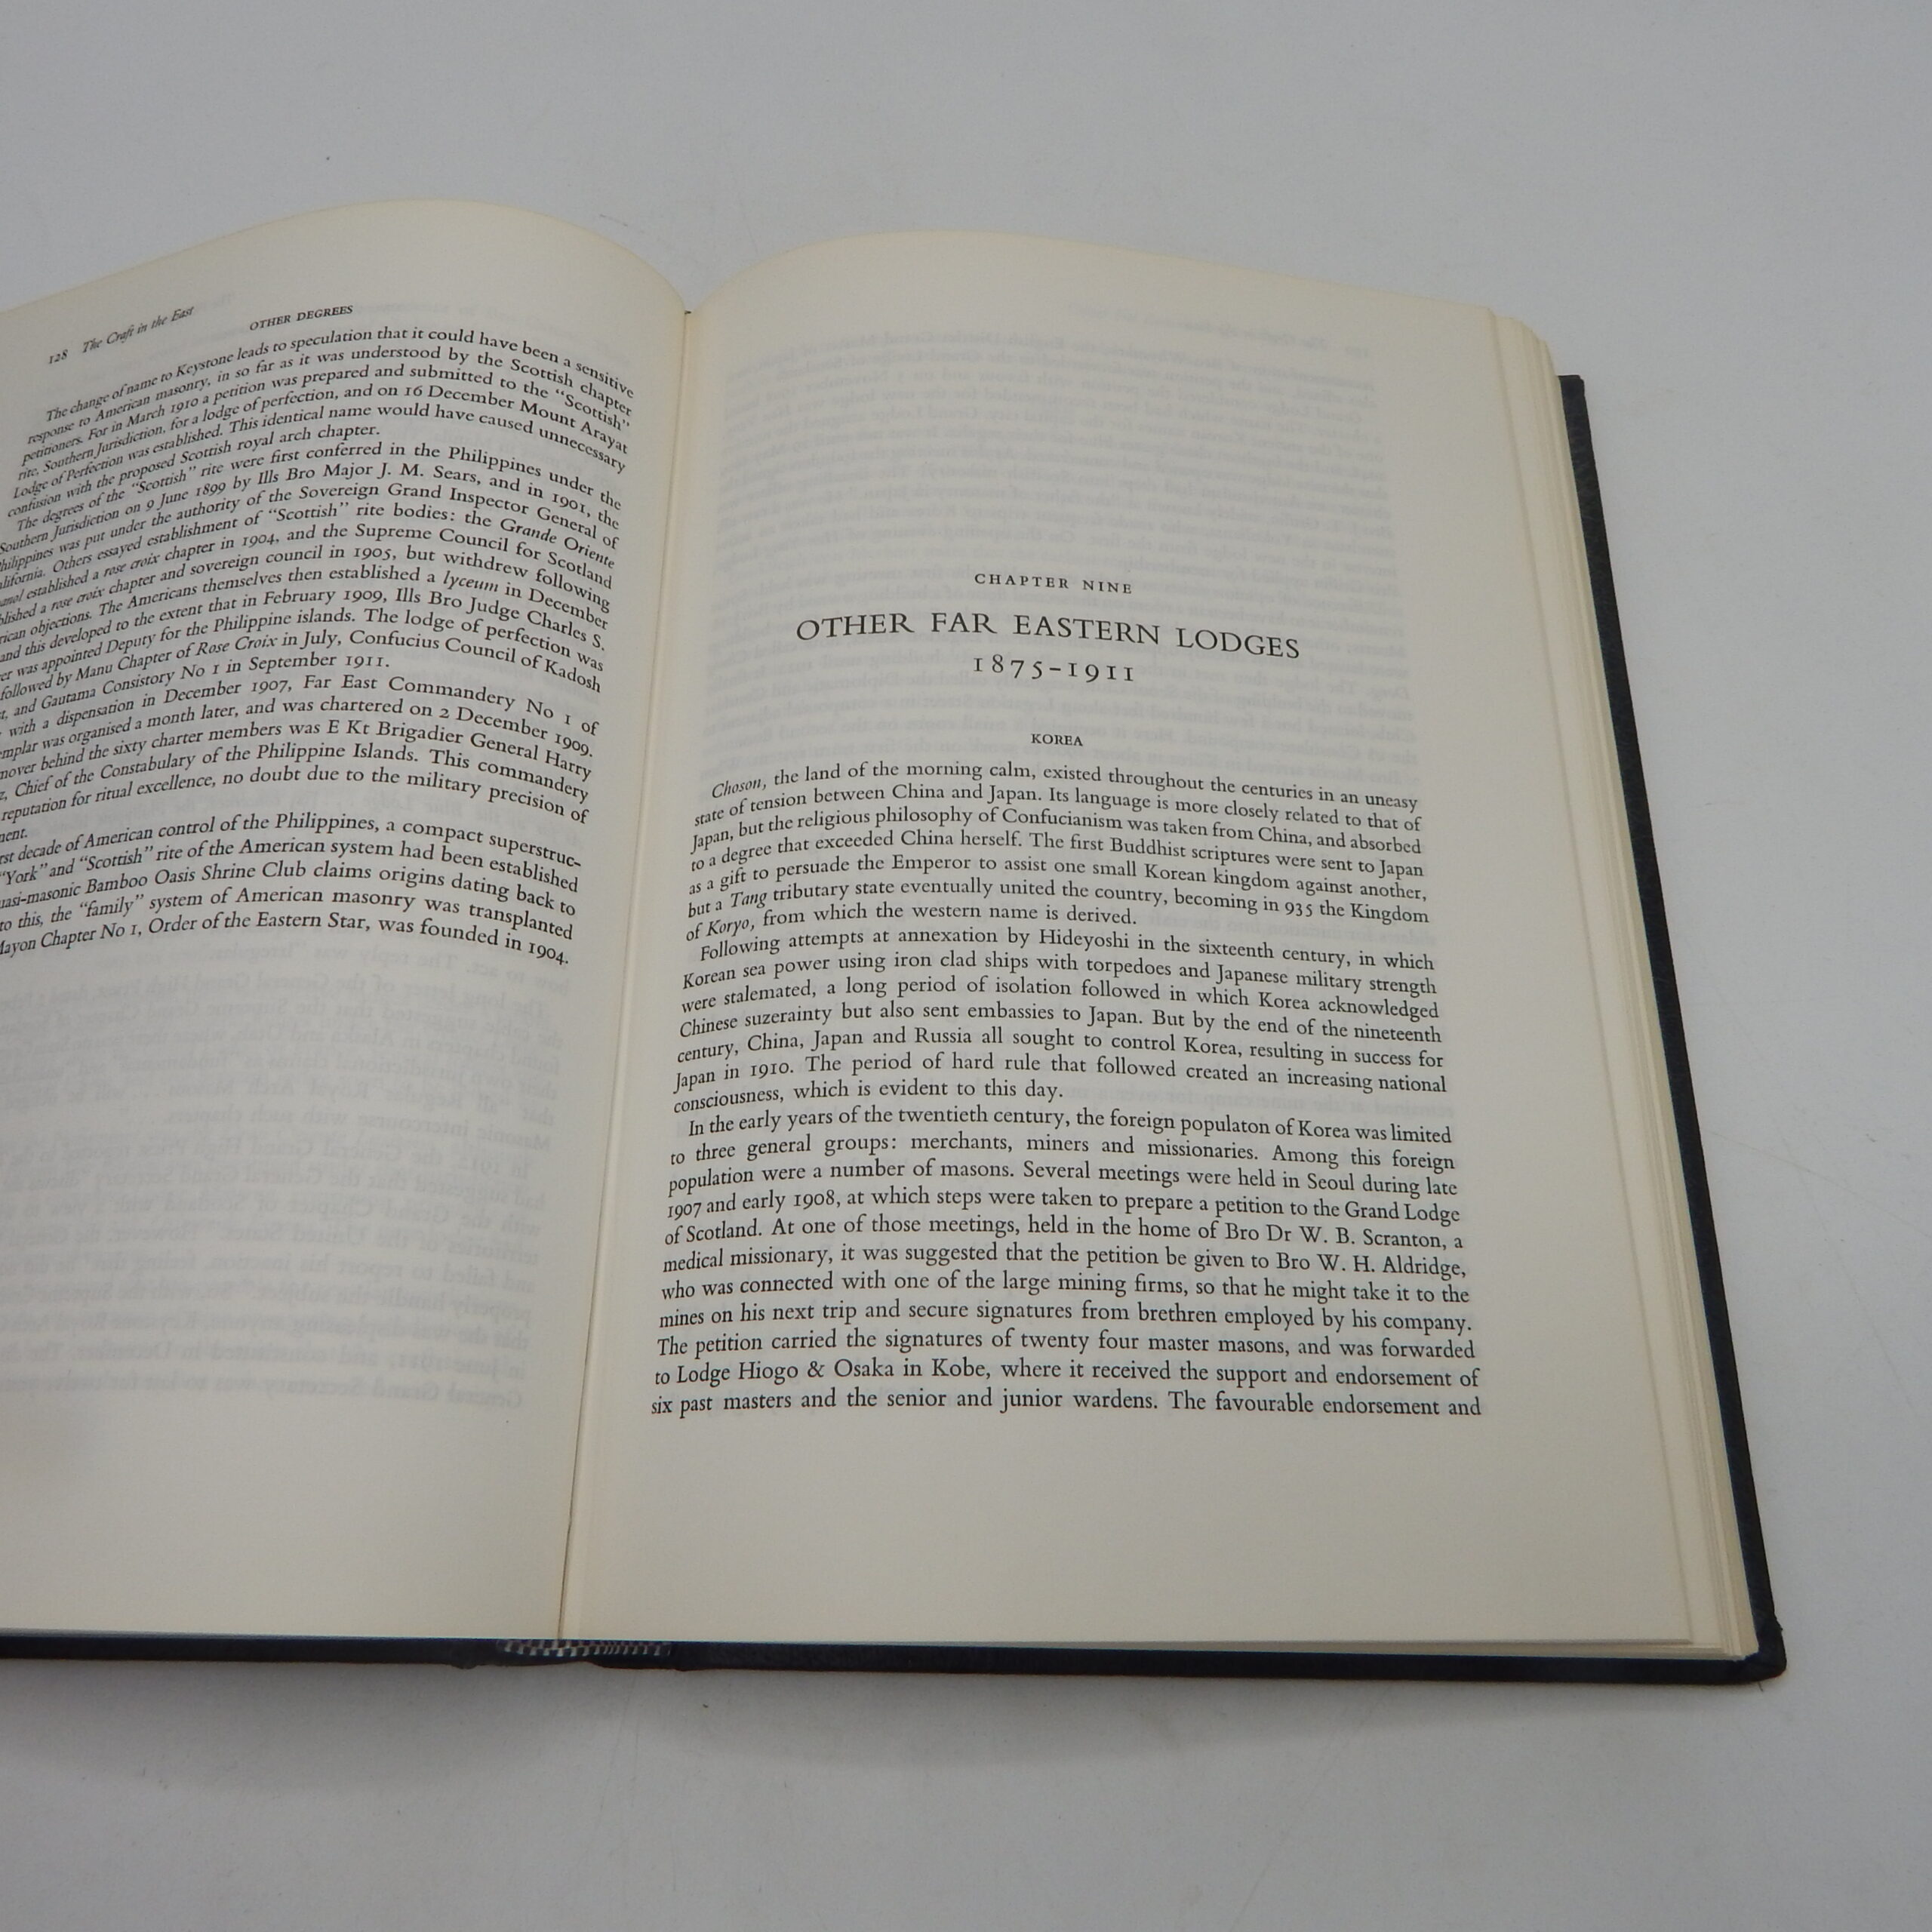 128 The Craft in the East
OTHER DEGREES
The change of name to Keystone leads to speculation that it could have been a sensitive
response to American masonry, in so far as it was understood by the Scottish chapter
petitioners. For in March 1910 a petition was prepared and submitted to the "Scottish"
rite, Southern Jurisdiction, for a lodge of perfection, and on 16 December Mount Arayat
Lodge of Perfection was established. This identical name would have caused unnecessary
confusion with the proposed Scottish royal arch chapter.
The degrees of the "Scottish" rite were first conferred in the Philippines under the
Southern Jurisdiction on 9 June 1899 by Ills Bro Major J. M. Sears, and in 1901, the
Philippines was put under the authority of the Sovereign Grand Inspector General of
Others essayed establishment of "Scottish" rite bodies: the Grande Oriente
established a rose croix chapter in 1904, and the Supreme Council for Scotland
a rose croix chapter and sovereign council in 1905, but withdrew following
objections. The Americans themselves then established a lyceum in December
and this developed to the extent that in February 1909, Ills Bro Judge Charles S.
was appointed Deputy for the Philippine islands. The lodge of perfection was
followed by Manu Chapter of Rose Croix in July, Confucius Council of Kadosh
and Gautama Consistory No 1 in September 1911.
with a dispensation in December 1907, Far East Commandery No 1 of
was organised a month later, and was chartered on 2 December 1909.
behind the sixty charter members was E Kt Brigadier General Harry
Chief of the Constabulary of the Philippine Islands. This commandery
reputation for ritual excellence, no doubt due to the military precision of
decade of American control of the Philippines, a compact superstruc-
"York" and "Scottish" rite of the American system had been established
Bamboo Oasis Shrine Club claims origins dating back to
to this, the "family" system of American masonry was transplanted
Mayon Chapter No 1, Order of the Eastern Star, was founded in 1904.
CHAPTER NINE
OTHER FAR EASTERN LODGES
1875-1911
KOREA
Choson, the land of the morning calm, existed throughout the centuries in an uneasy
state of tension between China and Japan. Its language is more closely related to that of
Japan, but the religious philosophy of Confucianism was taken from China, and absorbed
to a degree that exceeded China herself. The first Buddhist scriptures were sent to Japan
as a gift to persuade the Emperor to assist one small Korean kingdom against another,
but a Tang tributary state eventually united the country, becoming in 935 the Kingdom
of Koryo, from which the western name is derived.
Following attempts at annexation by Hideyoshi in the sixteenth century, in which
Korean sea power using iron clad ships with torpedoes and Japanese military strength
were stalemated, a long period of isolation followed in which Korea acknowledged
Chinese suzerainty but also sent embassies to Japan. But by the end of the nineteenth
century, China, Japan and Russia all sought to control Korea, resulting in success for
Japan in 1910. The period of hard rule that followed created an increasing national
consciousness, which is evident to this day.
In the early years of the twentieth century, the foreign populaton of Korea was limited
to three general groups: merchants, miners and missionaries. Among this foreign
population were a number of masons. Several meetings were held in Seoul during late
1907 and early 1908, at which steps were taken to prepare a petition to the Grand Lodge
of Scotland. At one of those meetings, held in the home of Bro Dr W. B. Scranton, a
medical missionary, it was suggested that the petition be given to Bro W. H. Aldridge,
who was connected with one of the large mining firms, so that he might take it to the
mines on his next trip and secure signatures from brethren employed by his company.
The petition carried the signatures of twenty four master masons, and was forwarded
to Lodge Hiogo & Osaka in Kobe, where it received the support and endorsement of
six past masters and the senior and junior wardens. The favourable endorsement and